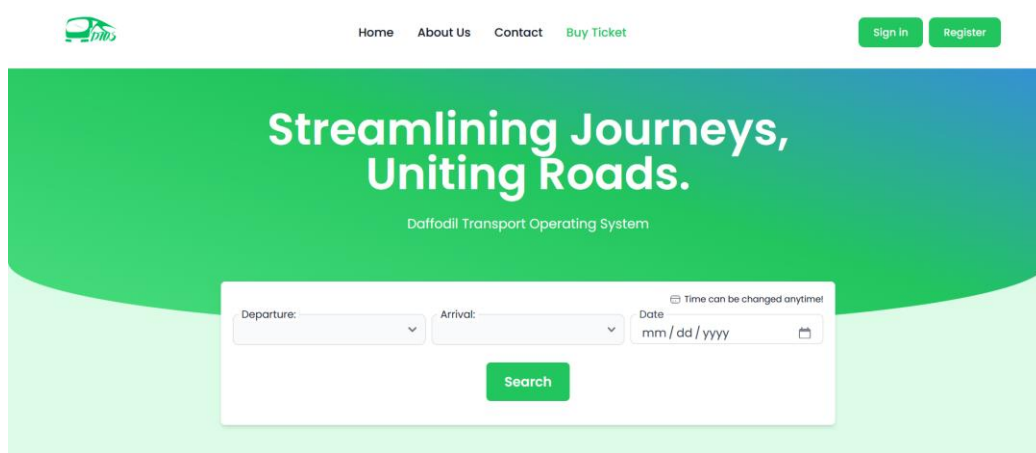 DTOS
Home About Us Contact Buy Ticket
Sign in Register
Streamlining Journeys,
Uniting Roads.
Daffodil Transport Operating System
Time can be changed anytime!
Departure: Arrival: Date
mm / dd / yyyy
Search